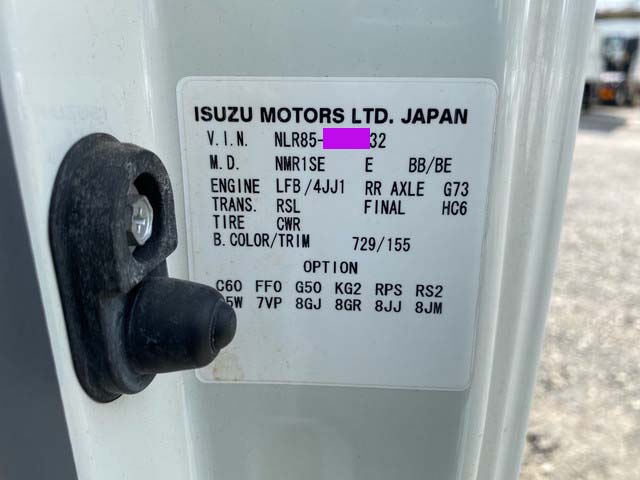 ISUZU MOTORS LTD. JAPAN
V.I.N. NLR85- 32
M.D. NMR1SE E BB/BE
ENGINE LFB/4JJ1 RR AXLE G73
TRANS. RSL FINAL HC6
TIRE CWR
B.COLOR/TRIM 729/155
OPTION
C60 FF0 G50 KG2 RPS RS2
7VP 8GJ 8GR 8JJ 8JM